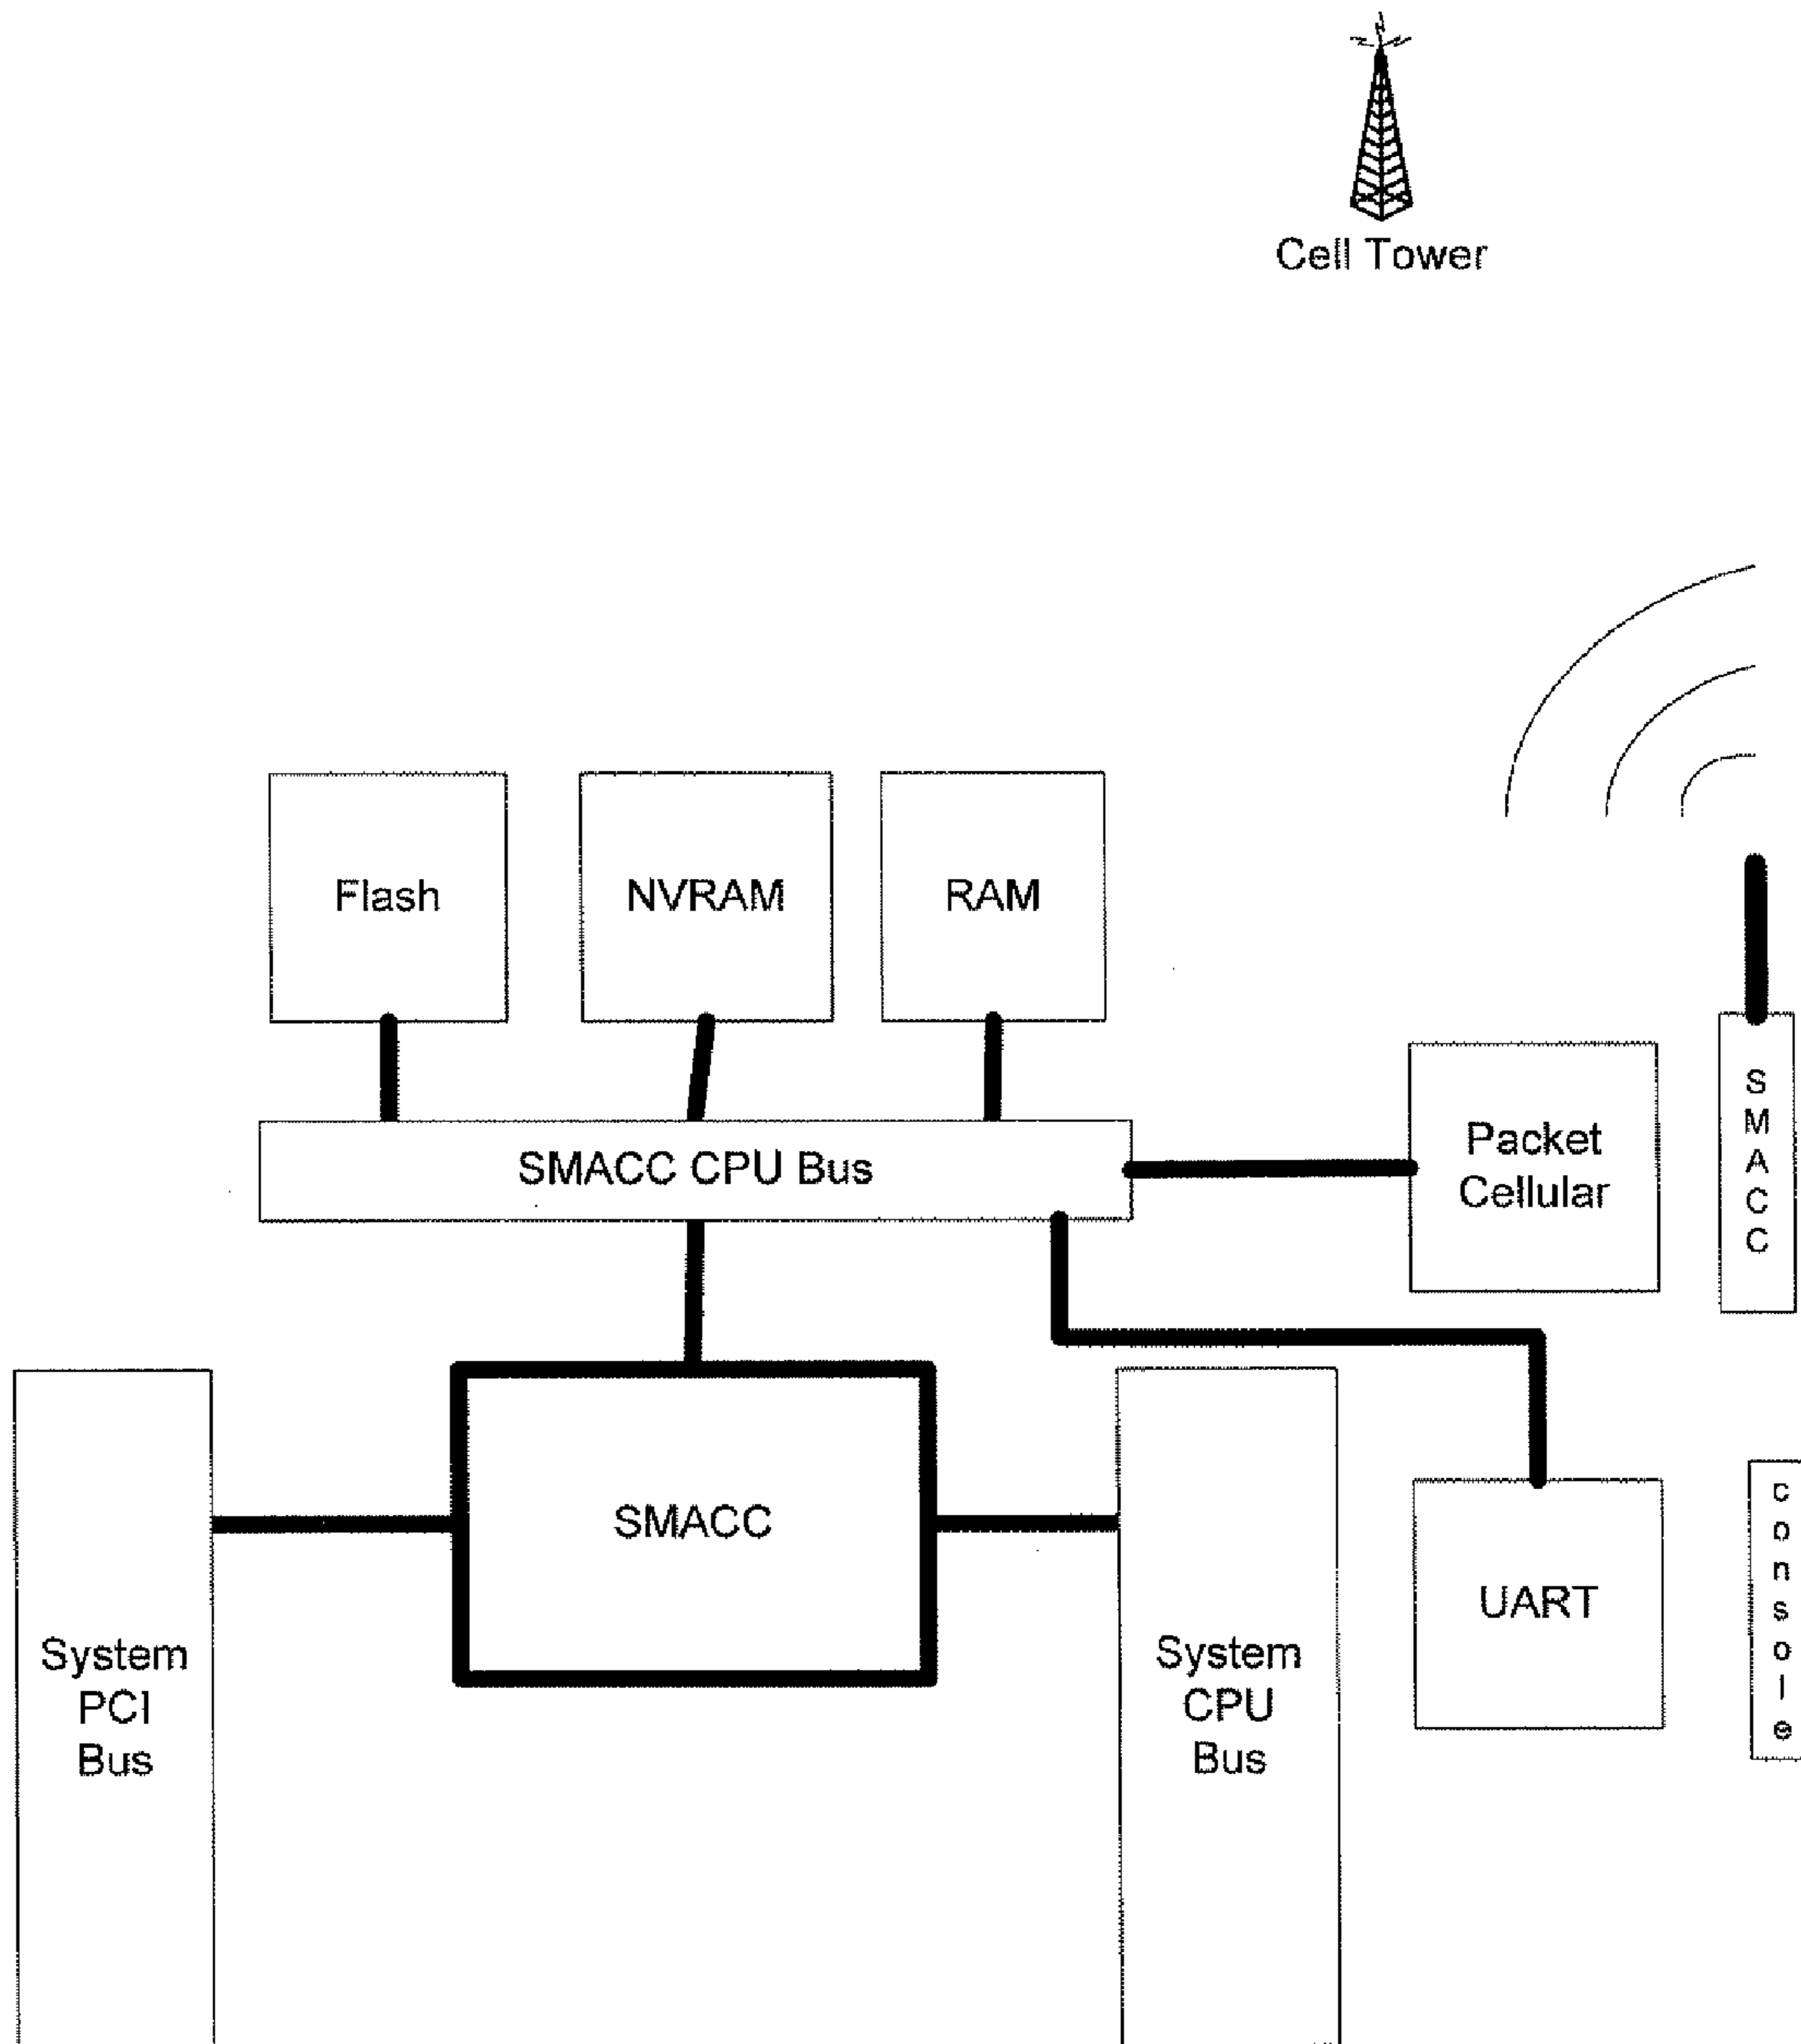 Cell Tower
Flash
NVRAM
RAM
SMACC CPU Bus
Packet
Cellular
S
M
A
C
C
SMACC
System
PCI
Bus
System
CPU
Bus
UART
c
o
n
s
o
l
e